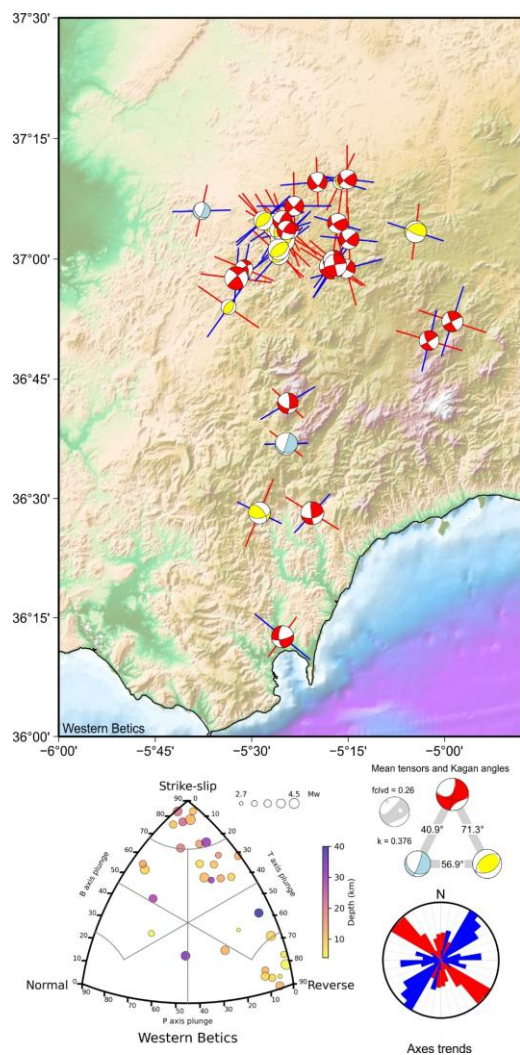 37°30'
37°15'
37°00'
36°45'
36°30'
36°15'
36°00'
Western Betics
−6°00' −5°45' −5°30' −5°15' −5°00'
Mean tensors and Kagan angles
fclvd = 0.26
k = 0.376
40.9° 71.3°
56.9°
Strike-slip
2.7 4.5 Mw
90 80 70 60 50 40 30 20 10 0
B axis plunge
0 10 20 30 40 50 60 70 80 90
T axis plunge
90 80 70 60 50 40 30 20 10 0
P axis plunge
Normal Reverse
Western Betics
40
30
20
10
Depth (km)
N
Axes trends